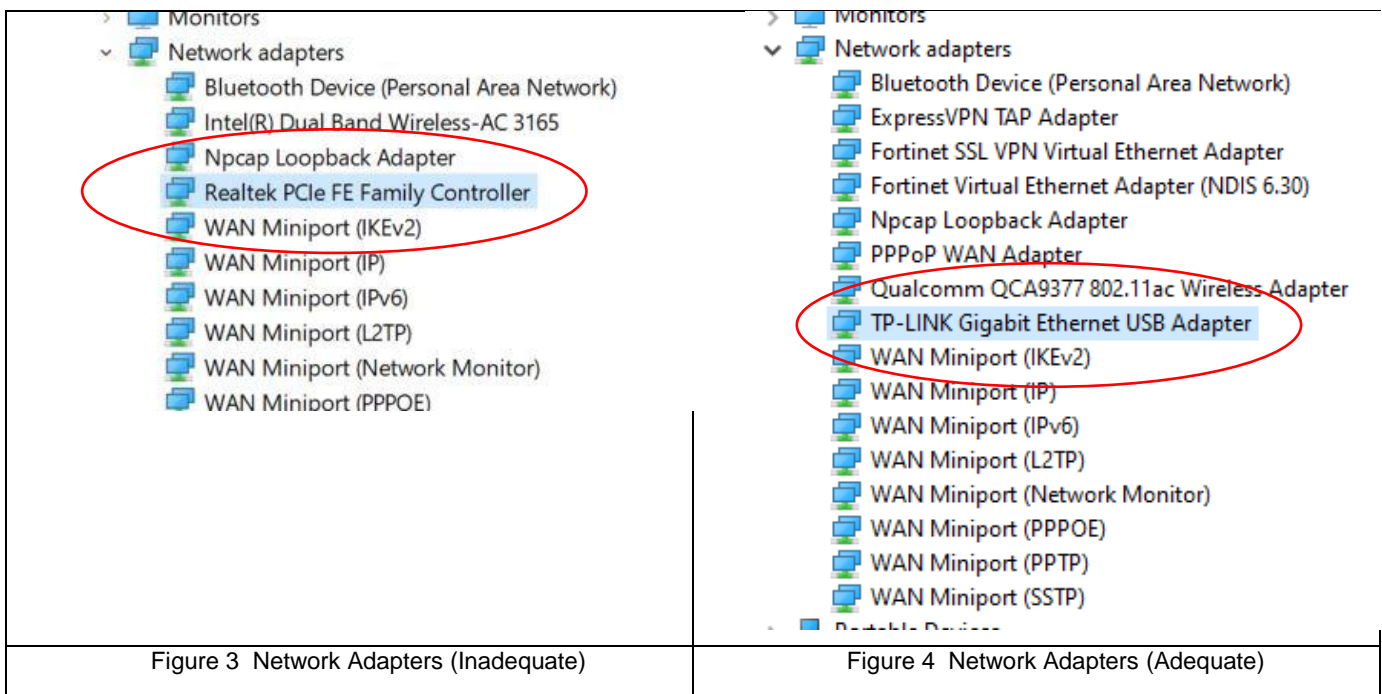 Monitors
Network adapters
Bluetooth Device (Personal Area Network)
Intel(R) Dual Band Wireless-AC 3165
Npcap Loopback Adapter
Realtek PCIe FE Family Controller
WAN Miniport (IKEv2)
WAN Miniport (IP)
WAN Miniport (IPv6)
WAN Miniport (L2TP)
WAN Miniport (Network Monitor)
WAN Miniport (PPPOE)
Figure 3 Network Adapters (Inadequate)
Monitors
Network adapters
Bluetooth Device (Personal Area Network)
ExpressVPN TAP Adapter
Fortinet SSL VPN Virtual Ethernet Adapter
Fortinet Virtual Ethernet Adapter (NDIS 6.30)
Npcap Loopback Adapter
PPPoP WAN Adapter
Qualcomm QCA9377 802.11ac Wireless Adapter
TP-LINK Gigabit Ethernet USB Adapter
WAN Miniport (IKEv2)
WAN Miniport (IP)
WAN Miniport (IPv6)
WAN Miniport (L2TP)
WAN Miniport (Network Monitor)
WAN Miniport (PPPOE)
WAN Miniport (PPTP)
WAN Miniport (SSTP)
Portable Devices
Figure 4 Network Adapters (Adequate)